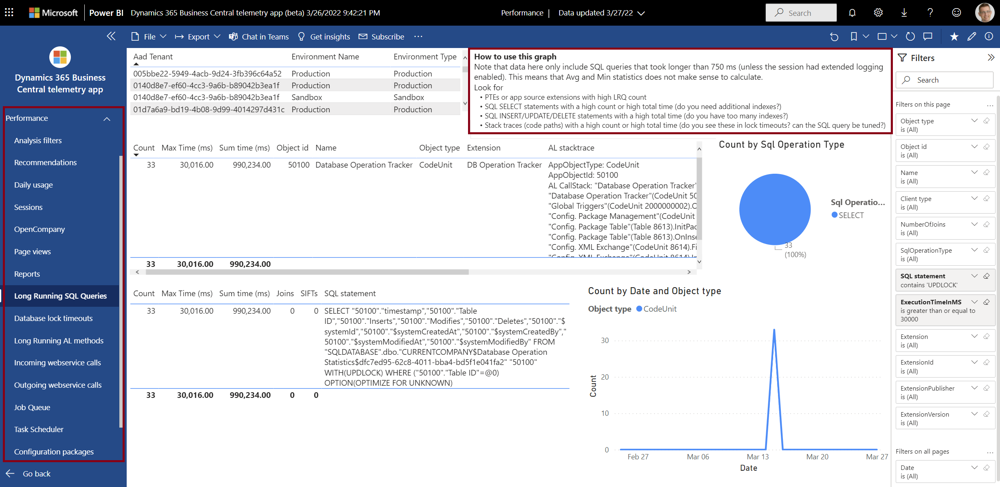 Microsoft Power BI Dynamics 365 Business Central telemetry app (beta) 3/26/2022 9:42:21 PM
Performance | Data updated 3/27/22
Search
File Export Chat in Teams Get insights Subscribe ...
Dynamics 365 Business
Central telemetry app
Performance
Analysis filters
Recommendations
Daily usage
Sessions
OpenCompany
Page views
Reports
Long Running SQL Queries
Database lock timeouts
Long Running AL methods
Incoming webservice calls
Outgoing webservice calls
Job Queue
Task Scheduler
Configuration packages
Go back
Aad Tenant Environment Name Environment Type
005bbe22-5949-4acb-9d24-3fb396c64a52 Production Production
0140d8e7-ef60-4cc3-9a6b-b89042b3ea1f Production Production
0140d8e7-ef60-4cc3-9a6b-b89042b3ea1f Sandbox Sandbox
01d7a6a9-bd19-4b08-9d99-4014297d431c Production Production
How to use this graph
Note that data here only include SQL queries that took longer than 750 ms (unless the session had extended logging
enabled). This means that Avg and Min statistics does not make sense to calculate.
Look for
• PTEs or app source extensions with high LRQ count
• SQL SELECT statements with a high count or high total time (do you need additional indexes?)
• SQL INSERT/UPDATE/DELETE statements with a high total time (do you have too many indexes?)
• Stack traces (code paths) with a high count or high total time (do you see these in lock timeouts? can the SQL query be tuned?)
Count Max Time (ms) Sum time (ms) Object id Name Object type Extension AL stacktrace
33 30,016.00 990,234.00 50100 Database Operation Tracker CodeUnit DB Operation Tracker AppObjectType: CodeUnit
AppObjectId: 50100
AL CallStack: "Database Operation Tracker"
"Database Operation Tracker"(CodeUnit 50
"Global Triggers"(CodeUnit 2000000002).O
"Config. Package Management"(CodeUnit
"Config. Package Table"(Table 8613).InitPac
"Config. Package Table"(Table 8613).OnInse
"Config. XML Exchange"(CodeUnit 8614).Fi
"Config. XML Exchange"(CodeUnit 8614).In
33 30,016.00 990,234.00
Count by Sql Operation Type
Sql Operatio...
SELECT
33
(100%)
Count Max Time (ms) Sum time (ms) Joins SIFTs SQL statement
33 30,016.00 990,234.00 0 0 SELECT "50100"."timestamp","50100"."Table
ID","50100"."Inserts","50100"."Modifies","50100"."Deletes","50100"."$
systemId","50100"."$systemCreatedAt","50100"."$systemCreatedBy","
50100"."$systemModifiedAt","50100"."$systemModifiedBy" FROM
"SQLDATABASE".dbo."CURRENTCOMPANY$Database Operation
Statistics$dfc7ed95-62c8-4011-bba4-bd5f1e041fa2" "50100"
WITH(UPDLOCK) WHERE ("50100"."Table ID"=@0)
OPTION(OPTIMIZE FOR UNKNOWN)
33 30,016.00 990,234.00 0 0
Count by Date and Object type
Object type CodeUnit
Count
30
20
10
0
Feb 27 Mar 06 Mar 13 Mar 20 Mar 27
Date
Filters
Search
Filters on this page ...
Object type
is (All)
Object id
is (All)
Name
is (All)
Client type
is (All)
NumberOfJoins
is (All)
SqlOperationType
is (All)
SQL statement
contains 'UPDLOCK'
ExecutionTimeInMS
is greater than or equal to
30000
Extension
is (All)
ExtensionId
is (All)
ExtensionPublisher
is (All)
ExtensionVersion
is (All)
Filters on all pages ...
Date
is (All)